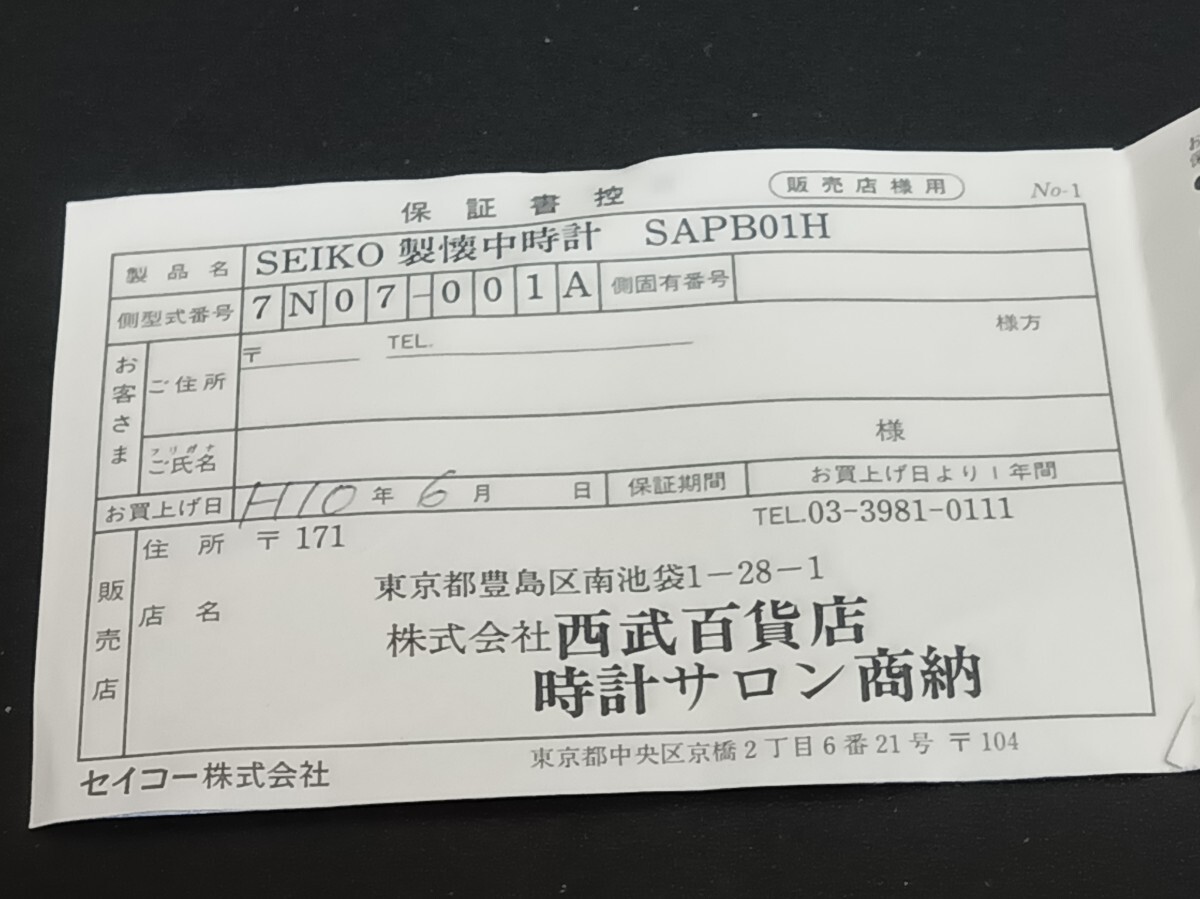 保証書控 販売店様用 No-1
製品名 SEIKO 製懐中時計 SAPB01H
側型式番号 7N07-001A 側固有番号
お客さま ご住所 〒 TEL. 様方
フリガナ
ご氏名 様
お買上げ日 H10年 6月 日 保証期間 お買上げ日より1年間
販売店 住所 〒171 TEL.03-3981-0111
東京都豊島区南池袋1-28-1
店名 株式会社西武百貨店
時計サロン商納
セイコー株式会社 東京都中央区京橋2丁目6番21号 〒104